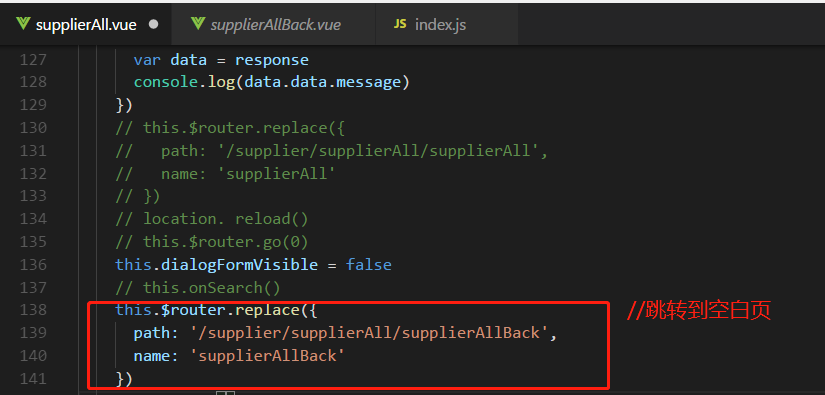 supplierAll.vue supplierAllBack.vue JS index.js
127 var data = response
128 console.log(data.data.message)
129 })
130 // this.$router.replace({
131 //   path: '/supplier/supplierAll/supplierAll',
132 //   name: 'supplierAll'
133 // })
134 // location. reload()
135 // this.$router.go(0)
136 this.dialogFormVisible = false
137 // this.onSearch()
138 this.$router.replace({ //跳转到空白页
139 path: '/supplier/supplierAll/supplierAllBack',
140 name: 'supplierAllBack'
141 })